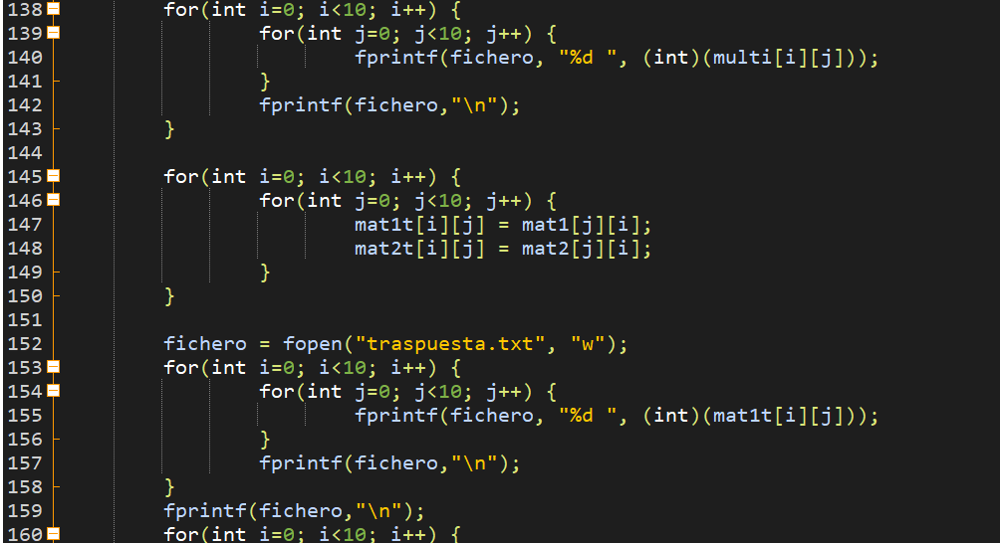 138 for(int i=0; i<10; i++) {
139 for(int j=0; j<10; j++) {
140 fprintf(fichero, "%d ", (int)(multi[i][j]));
141 }
142 fprintf(fichero,"\n");
143 }
144
145 for(int i=0; i<10; i++) {
146 for(int j=0; j<10; j++) {
147 mat1t[i][j] = mat1[j][i];
148 mat2t[i][j] = mat2[j][i];
149 }
150 }
151
152 fichero = fopen("traspuesta.txt", "w");
153 for(int i=0; i<10; i++) {
154 for(int j=0; j<10; j++) {
155 fprintf(fichero, "%d ", (int)(mat1t[i][j]));
156 }
157 fprintf(fichero,"\n");
158 }
159 fprintf(fichero,"\n");
160 for(int i=0; i<10; i++) {